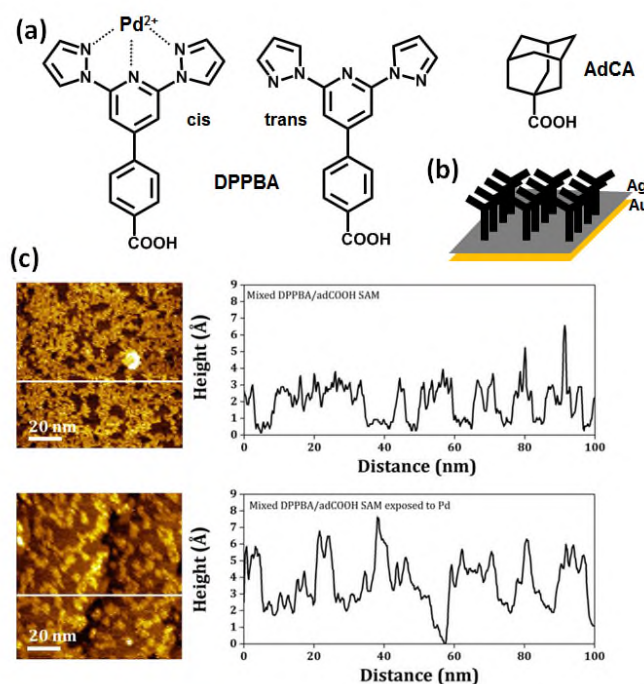 (a)
Pd2+
N
N
N
N
N
cis
DPPBA
trans
N
N
N
N
N
COOH
COOH
AdCA
COOH
(b)
Ag
Au
(c)
20 nm
Mixed DPPBA/adCOOH SAM
Height (Å)
9
8
7
6
5
4
3
2
1
0
0 20 40 60 80 100
Distance (nm)
20 nm
Mixed DPPBA/adCOOH SAM exposed to Pd
Height (Å)
9
8
7
6
5
4
3
2
1
0
0 20 40 60 80 100
Distance (nm)